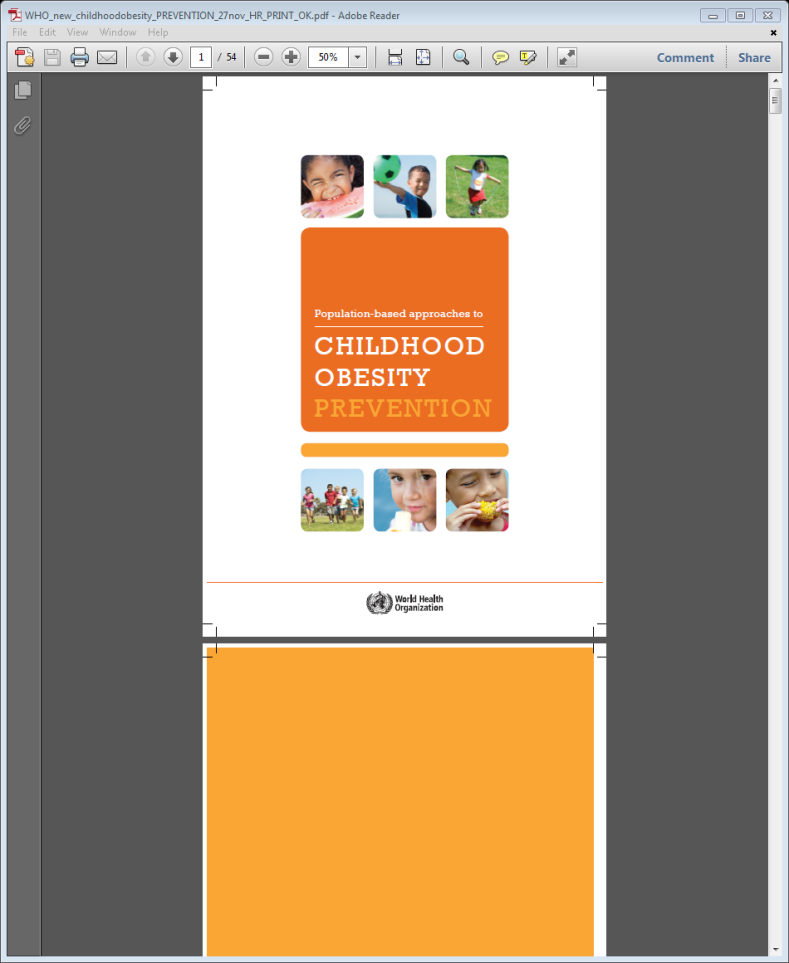 WHO_new_childhoodobesity_PREVENTION_27nov_HR_PRINT_OK.pdf - Adobe Reader
File Edit View Window Help
1 / 54 50% Comment Share
Population-based approaches to
CHILDHOOD
OBESITY
PREVENTION
World Health
Organization